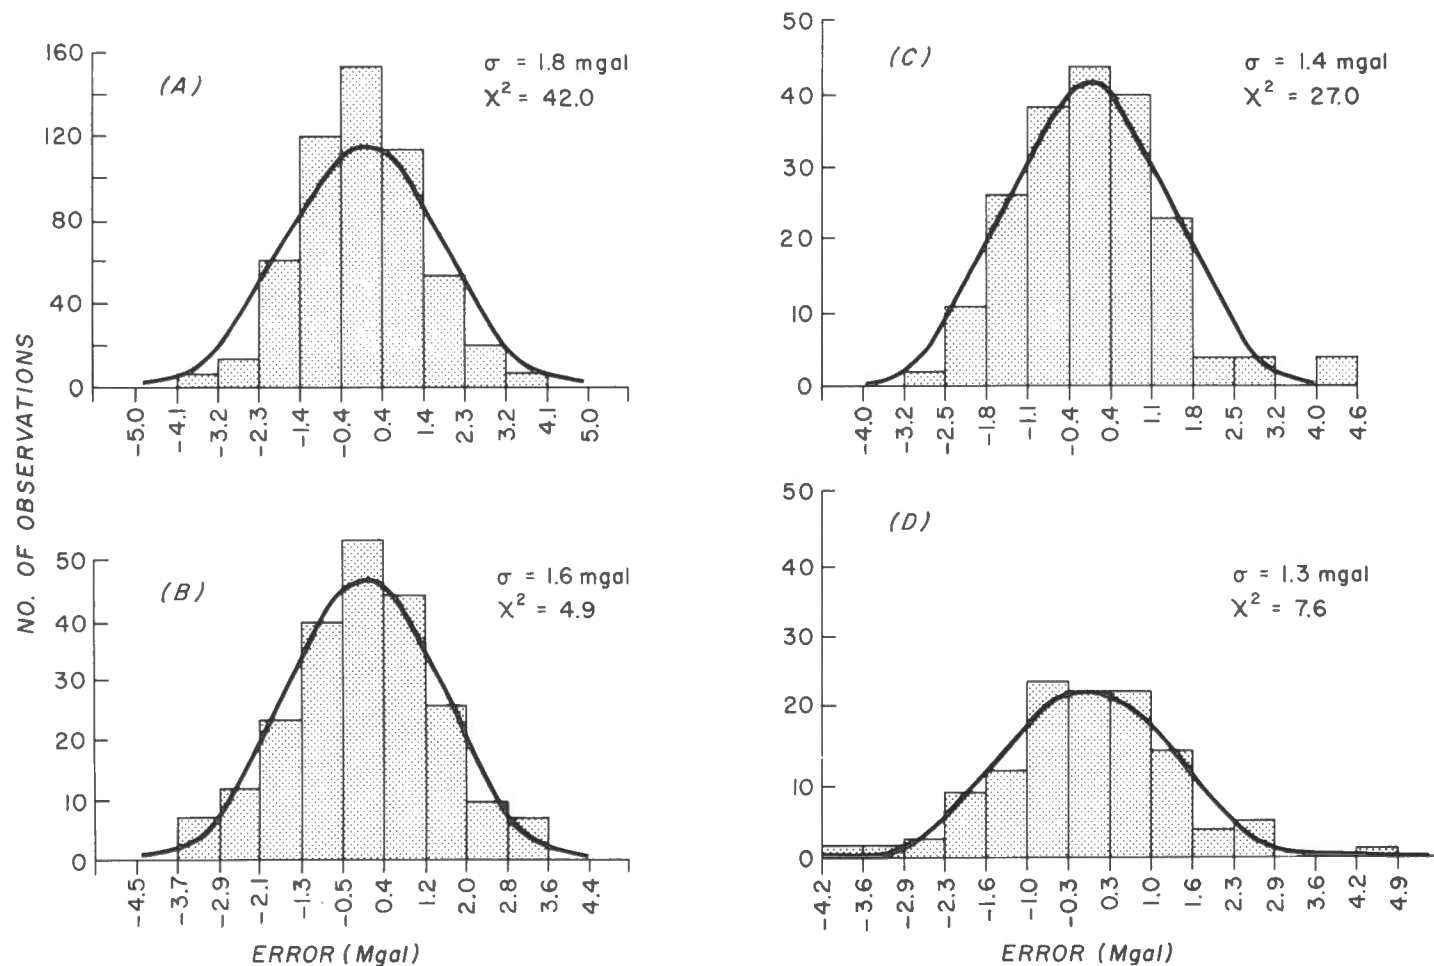 NO. OF OBSERVATIONS
(A)
σ = 1.8 mgal
χ² = 42.0
160
120
80
40
0
-5.0 -4.1 -3.2 -2.3 -1.4 -0.4 0.4 1.4 2.3 3.2 4.1 5.0
(B)
σ = 1.6 mgal
χ² = 4.9
50
40
30
20
10
0
-4.5 -3.7 -2.9 -2.1 -1.3 -0.5 0.4 1.2 2.0 2.8 3.6 4.4
ERROR (Mgal)
(C)
σ = 1.4 mgal
χ² = 27.0
50
40
30
20
10
0
-4.0 -3.2 -2.5 -1.8 -1.1 -0.4 0.4 1.1 1.8 2.5 3.2 4.0 4.6
(D)
σ = 1.3 mgal
χ² = 7.6
50
40
30
20
10
0
-4.2 -3.6 -2.9 -2.3 -1.6 -1.0 -0.3 0.3 1.0 1.6 2.3 2.9 3.6 4.2 4.9
ERROR (Mgal)